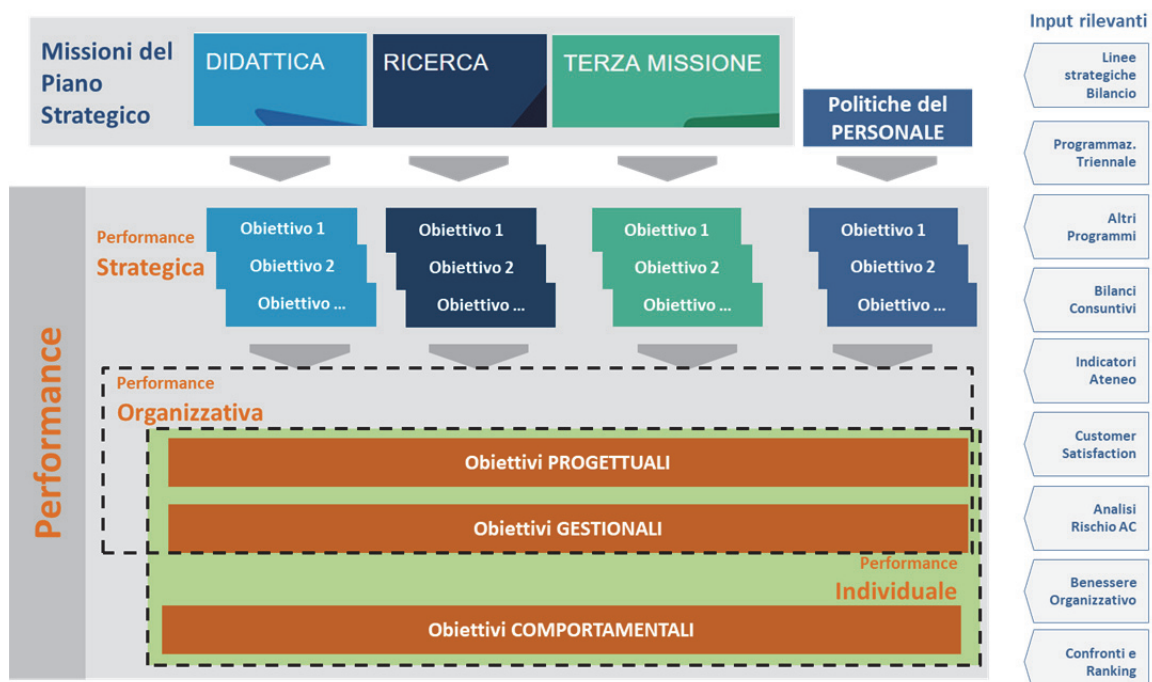 Missioni del
Piano
Strategico
DIDATTICA
RICERCA
TERZA MISSIONE
Politiche del
PERSONALE
Performance
Performance
Strategica
Obiettivo 1
Obiettivo 2
Obiettivo ...
Obiettivo 1
Obiettivo 2
Obiettivo ...
Obiettivo 1
Obiettivo 2
Obiettivo ...
Obiettivo 1
Obiettivo 2
Obiettivo ...
Performance
Organizzativa
Obiettivi PROGETTUALI
Obiettivi GESTIONALI
Performance
Individuale
Obiettivi COMPORTAMENTALI
Input rilevanti
Linee
strategiche
Bilancio
Programmaz.
Triennale
Altri
Programmi
Bilanci
Consuntivi
Indicatori
Ateneo
Customer
Satisfaction
Analisi
Rischio AC
Benessere
Organizzativo
Confronti e
Ranking